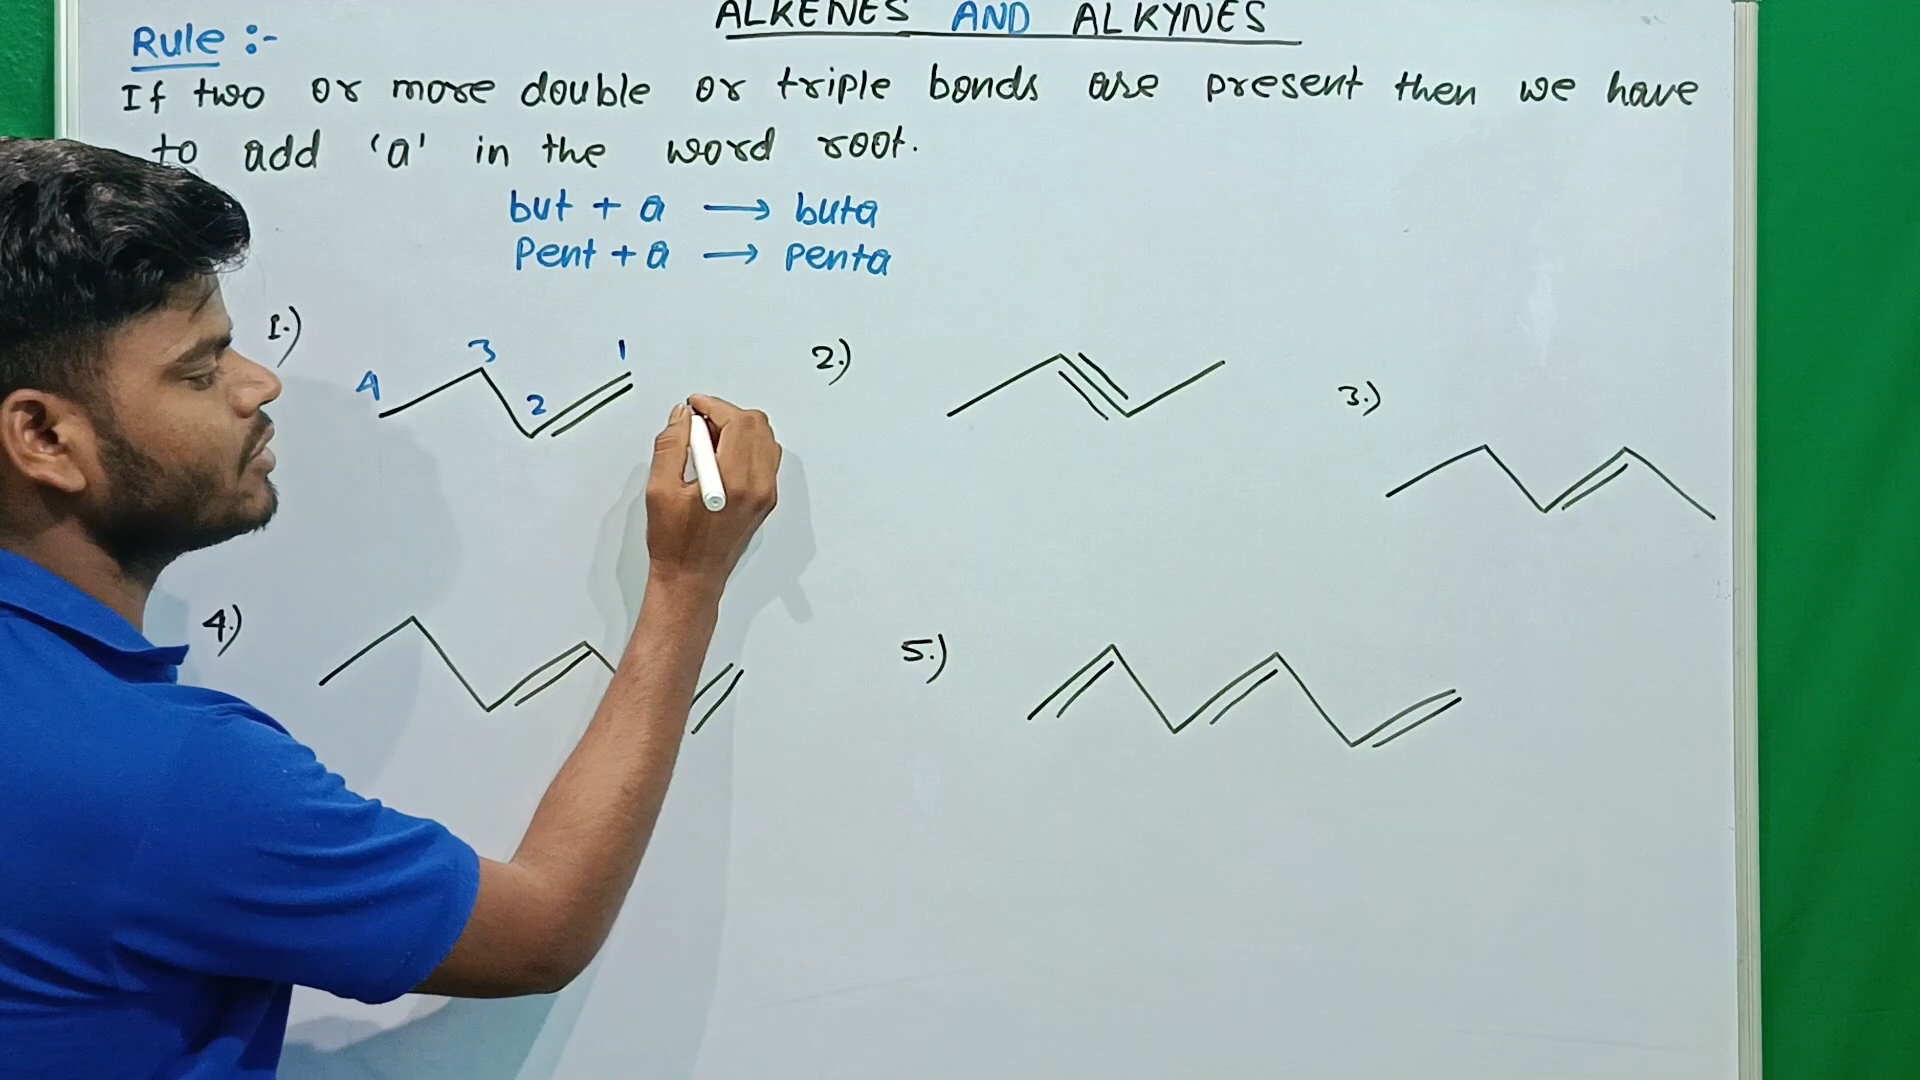 ALKENES AND ALKYNES
Rule :-
If two or more double or triple bonds are present then we have
to add 'a' in the word root.
but + a → buta
Pent + a → penta
1.)
4 3 2 1
2.)
3.)
4.)
5.)